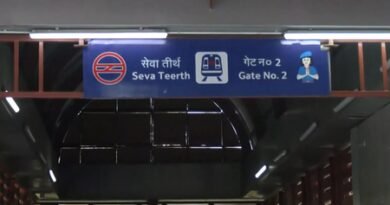 सेवा तीर्थ
Seva Teerth
गेट न० 2
Gate No. 2